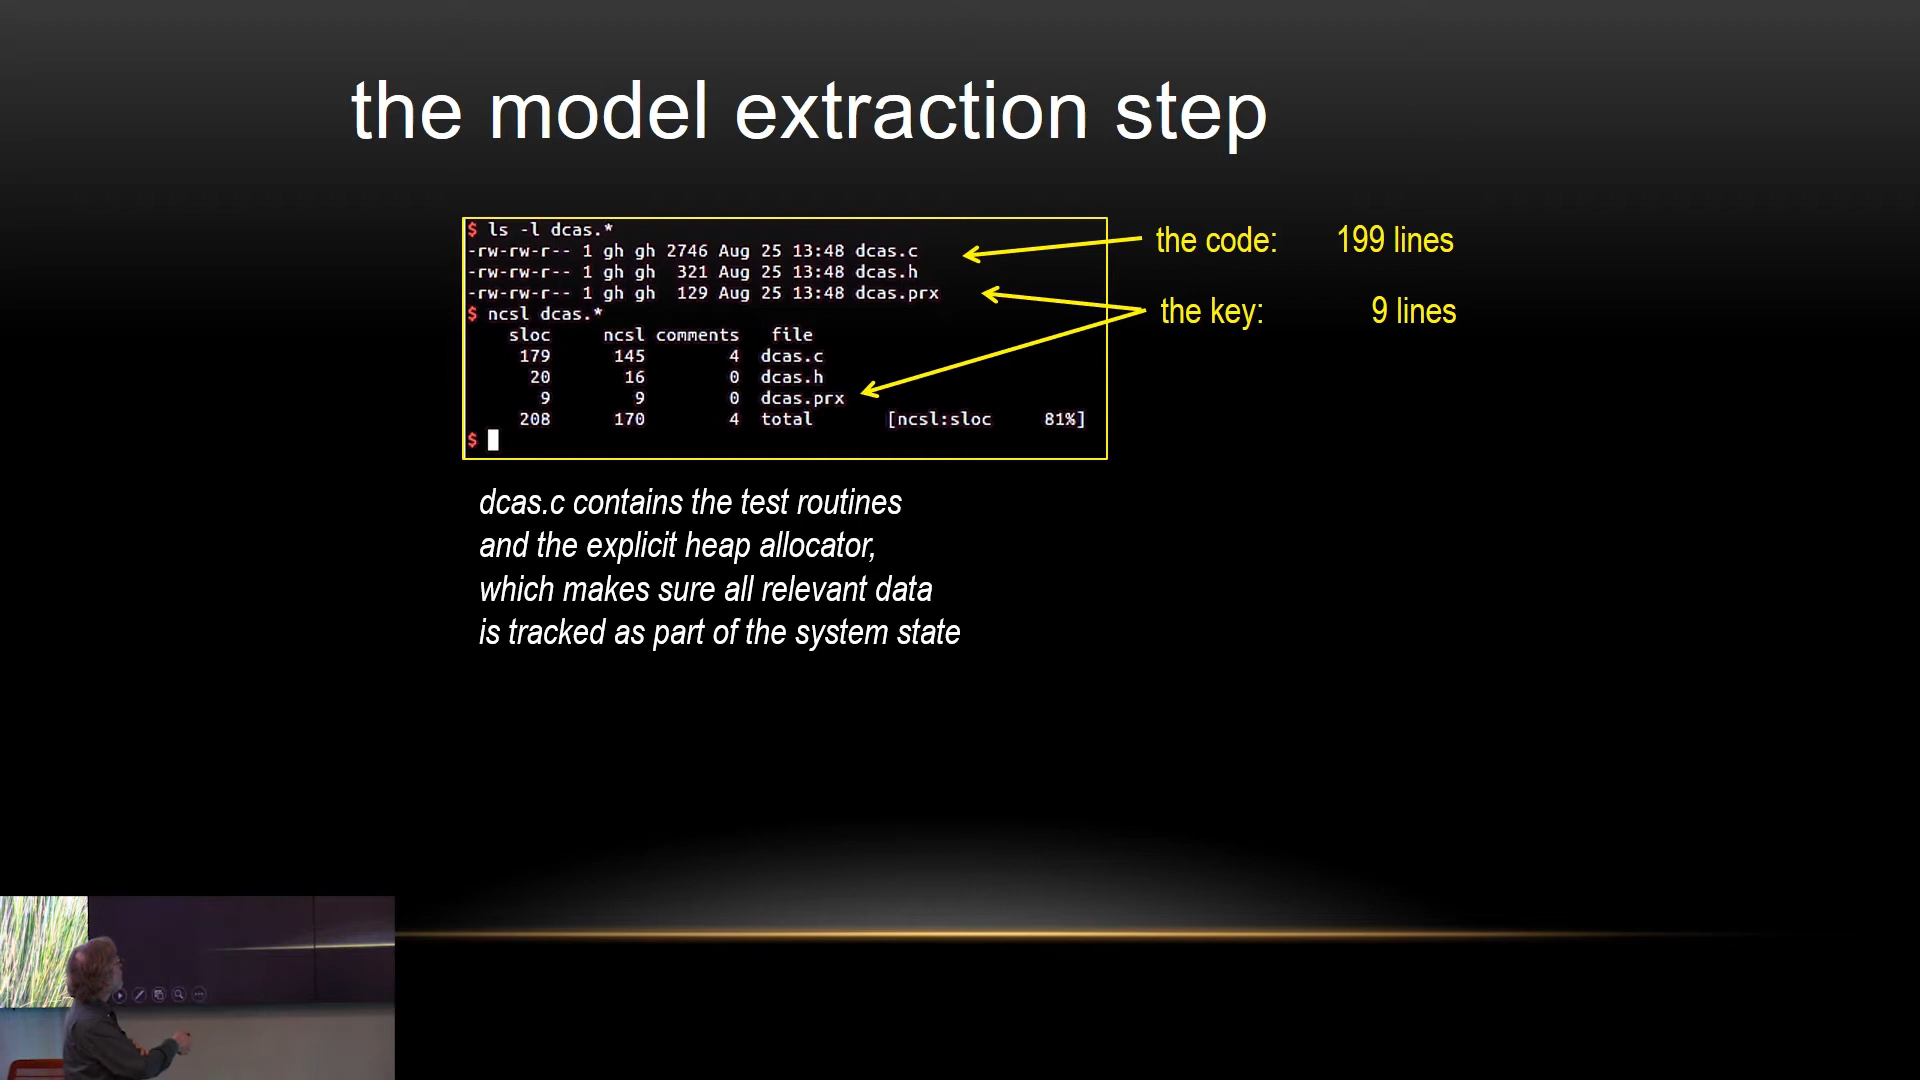 the model extraction step
$ ls -l dcas.*
-rw-rw-r-- 1 gh gh 2746 Aug 25 13:48 dcas.c
-rw-rw-r-- 1 gh gh  321 Aug 25 13:48 dcas.h
-rw-rw-r-- 1 gh gh  129 Aug 25 13:48 dcas.prx
$ ncsl dcas.*
sloc ncsl comments file
179 145 4 dcas.c
20 16 0 dcas.h
9 9 0 dcas.prx
208 170 4 total [ncsl:sloc 81%]
$
the code: 199 lines
the key: 9 lines
dcas.c contains the test routines
and the explicit heap allocator,
which makes sure all relevant data
is tracked as part of the system state